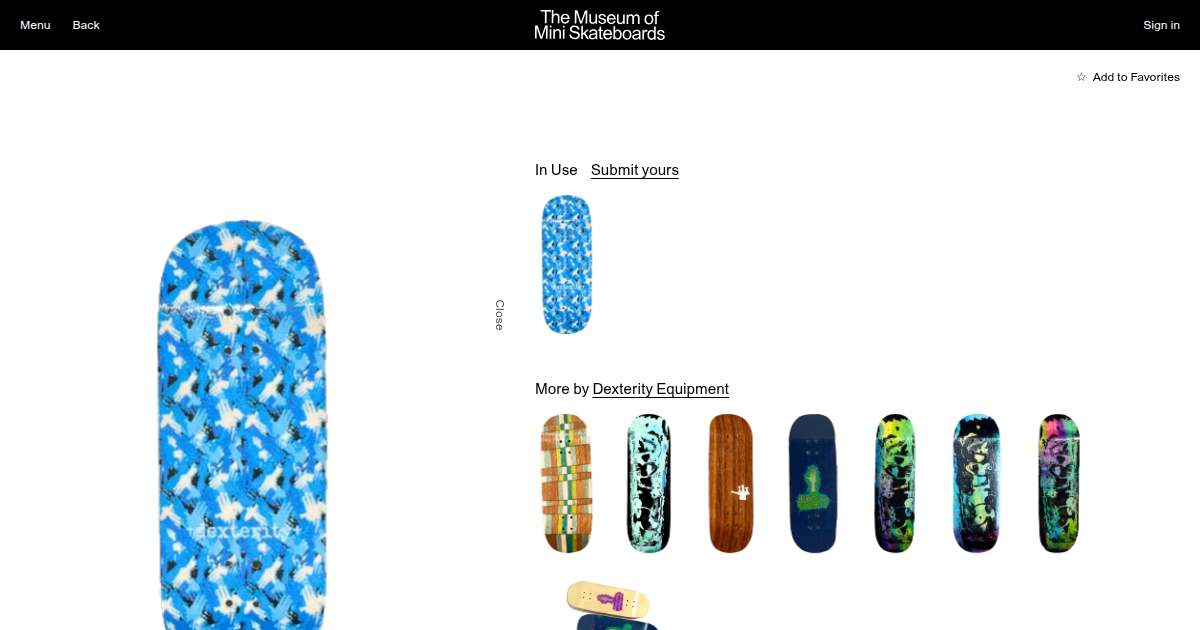 Menu
Back
The Museum of
Mini Skateboards
Sign in
☆ Add to Favorites
In Use
Submit yours
Close
More by Dexterity Equipment
dexterity